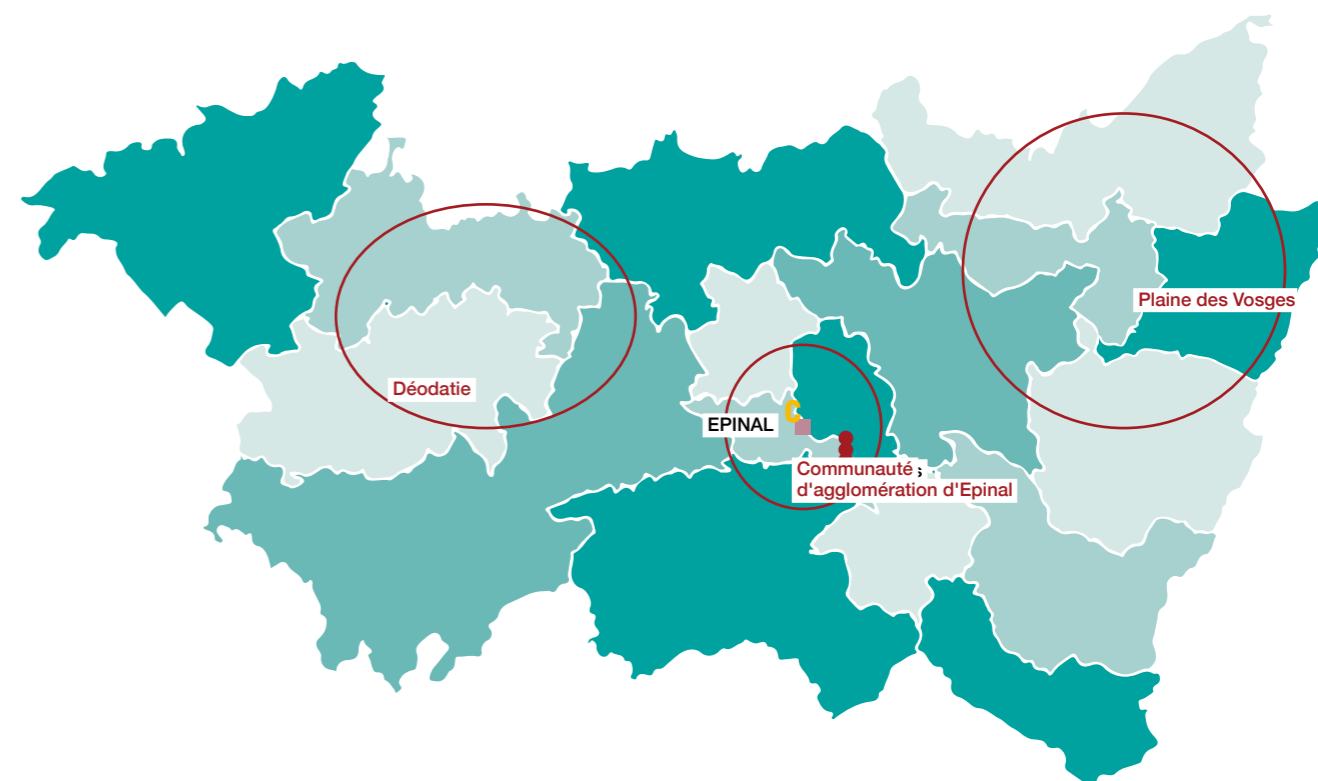 Plaine des Vosges
Déodatie
EPINAL
Communauté
d'agglomération d'Epinal